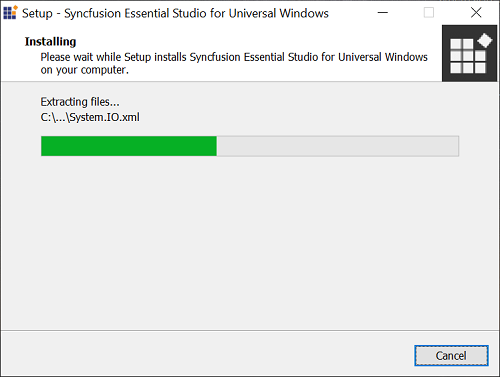 Setup - Syncfusion Essential Studio for Universal Windows
Installing
Please wait while Setup installs Syncfusion Essential Studio for Universal Windows
on your computer.
Extracting files...
C:\...\System.IO.xml
Cancel